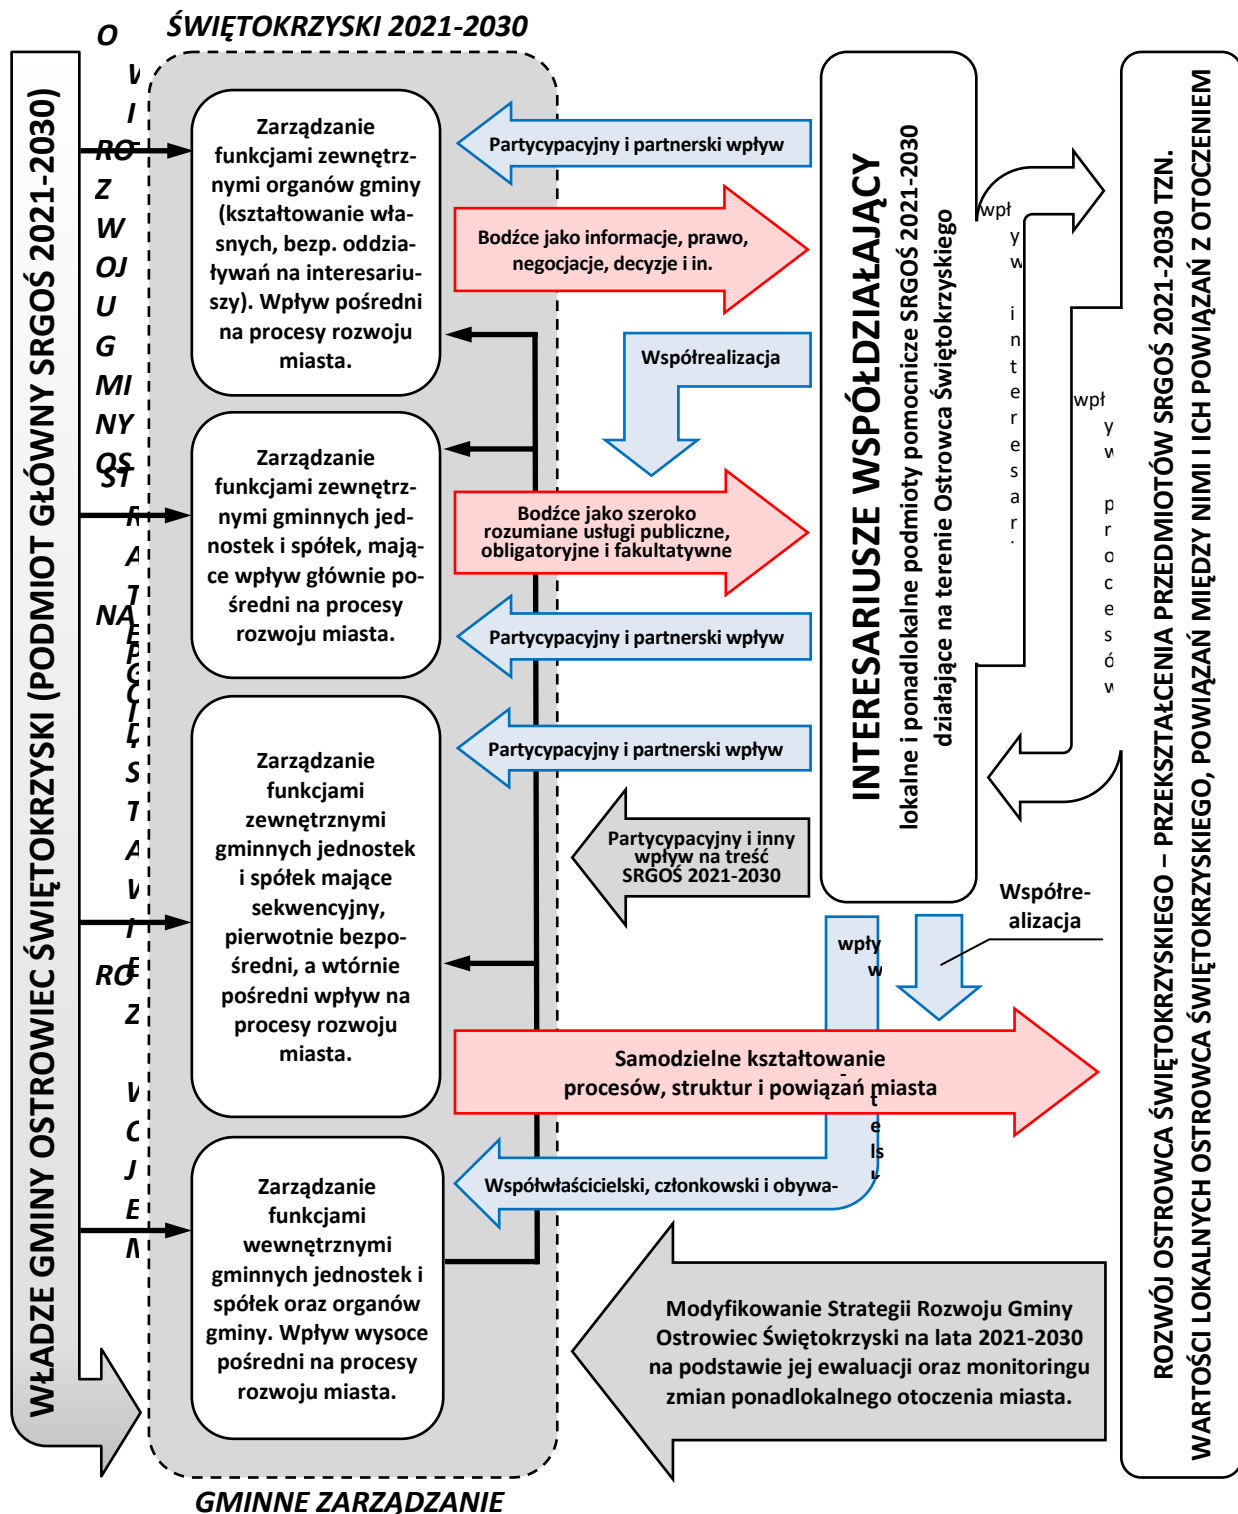 ŚWIĘTOKRZYSKI 2021-2030
WŁADZE GMINY OSTROWIEC ŚWIĘTOKRZYSKI (PODMIOT GŁÓWNY SRGOŚ 2021-2030)
Zarządzanie
funkcjami zewnętrz-
nymi organów gminy
(kształtowanie wła-
snych, bezp. oddzia-
ływań na interesariu-
szy). Wpływ pośredni
na procesy rozwoju
miasta.
Zarządzanie
funkcjami zewnętrz-
nymi gminnych jed-
nostek i spółek, mają-
ce wpływ głównie po-
średni na procesy
rozwoju miasta.
Zarządzanie
funkcjami
zewnętrznymi
gminnych jednostek
i spółek mające
sekwencyjny,
pierwotnie bezpo-
średni, a wtórnie
pośredni wpływ na
procesy rozwoju
miasta.
Zarządzanie
funkcjami
wewnętrznymi
gminnych jednostek i
spółek oraz organów
gminy. Wpływ wysoce
pośredni na procesy
rozwoju miasta.
GMINNE ZARZĄDZANIE
Partycypacyjny i partnerski wpływ
Bodźce jako informacje, prawo,
negocjacje, decyzje i in.
Współrealizacja
Bodźce jako szeroko
rozumiane usługi publiczne,
obligatoryjne i fakultatywne
Partycypacyjny i partnerski wpływ
Partycypacyjny i partnerski wpływ
Partycypacyjny i inny
wpływ na treść
SRGOŚ 2021-2030
wpływ
Współre-
alizacja
Samodzielne kształtowanie
procesów, struktur i powiązań miasta
Współwłaścicielski, członkowski i obywa-
Modyfikowanie Strategii Rozwoju Gminy
Ostrowiec Świętokrzyski na lata 2021-2030
na podstawie jej ewaluacji oraz monitoringu
zmian ponadlokalnego otoczenia miasta.
INTERESARIUSZE WSPÓŁDZIAŁAJĄCY
lokalne i ponadlokalne podmioty pomocnicze SRGOŚ 2021-2030
działające na terenie Ostrowca Świętokrzyskiego
wpływ interesar
wpływ procesów
ROZWÓJ OSTROWCA ŚWIĘTOKRZYSKIEGO – PRZEKSZTAŁCENIA PRZEDMIOTÓW SRGOŚ 2021-2030 TZN.
WARTOŚCI LOKALNYCH OSTROWCA ŚWIĘTOKRZYSKIEGO, POWIĄZAŃ MIĘDZY NIMI I ICH POWIĄZAŃ Z OTOCZENIEM